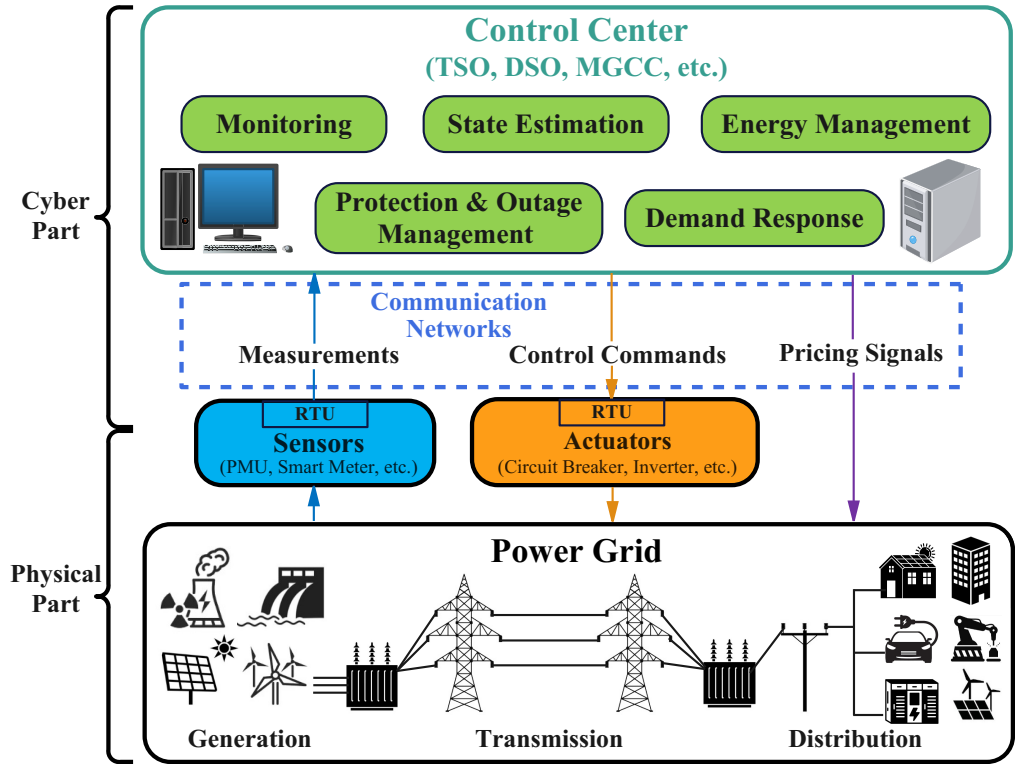 Control Center
(TSO, DSO, MGCC, etc.)
Monitoring
State Estimation
Energy Management
Protection & Outage
Management
Demand Response
Cyber
Part
Communication
Networks
Measurements
Control Commands
Pricing Signals
RTU
Sensors
(PMU, Smart Meter, etc.)
RTU
Actuators
(Circuit Breaker, Inverter, etc.)
Physical
Part
Power Grid
Generation
Transmission
Distribution